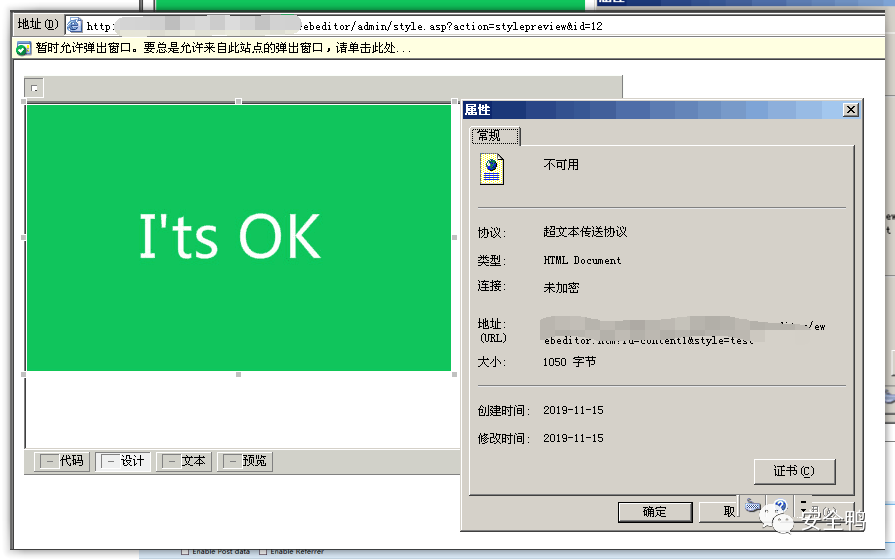 地址(D) http: ebeditor/admin/style.asp?action=stylepreview&id=12
暂时允许弹出窗口。要总是允许来自此站点的弹出窗口，请单击此处...
I'ts OK
代码 设计 文本 预览
属性
常规
不可用
协议: 超文本传送协议
类型: HTML Document
连接: 未加密
地址: /ew
(URL) ebeditor.htm?id=content1&style=test
大小: 1050 字节
创建时间: 2019-11-15
修改时间: 2019-11-15
证书(C)
确定 取
安全鸭
Enable Post data Enable Referrer